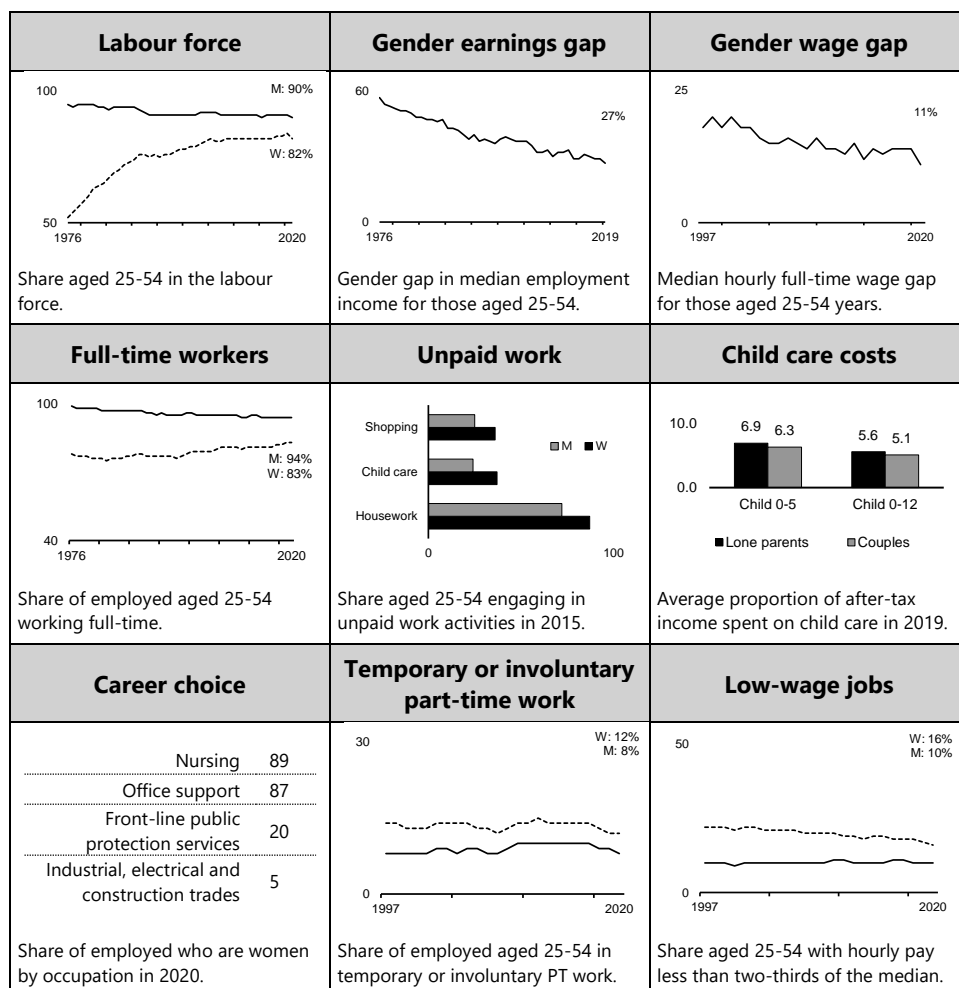 Labour force
100
M: 90%
W: 82%
50
1976
2020
Share aged 25-54 in the labour
force.
Gender earnings gap
60
27%
0
1976
2019
Gender gap in median employment
income for those aged 25-54.
Gender wage gap
25
11%
0
1997
2020
Median hourly full-time wage gap
for those aged 25-54 years.
Full-time workers
100
M: 94%
W: 83%
40
1976
2020
Share of employed aged 25-54
working full-time.
Unpaid work
Shopping
M W
Child care
Housework
0
100
Share aged 25-54 engaging in
unpaid work activities in 2015.
Child care costs
10.0
6.9 6.3
5.6 5.1
0.0
Child 0-5
Child 0-12
Lone parents
Couples
Average proportion of after-tax
income spent on child care in 2019.
Career choice
Nursing 89
Office support 87
Front-line public
protection services 20
Industrial, electrical and
construction trades 5
Share of employed who are women
by occupation in 2020.
Temporary or involuntary
part-time work
30
W: 12%
M: 8%
0
1997
2020
Share of employed aged 25-54 in
temporary or involuntary PT work.
Low-wage jobs
50
W: 16%
M: 10%
0
1997
2020
Share aged 25-54 with hourly pay
less than two-thirds of the median.